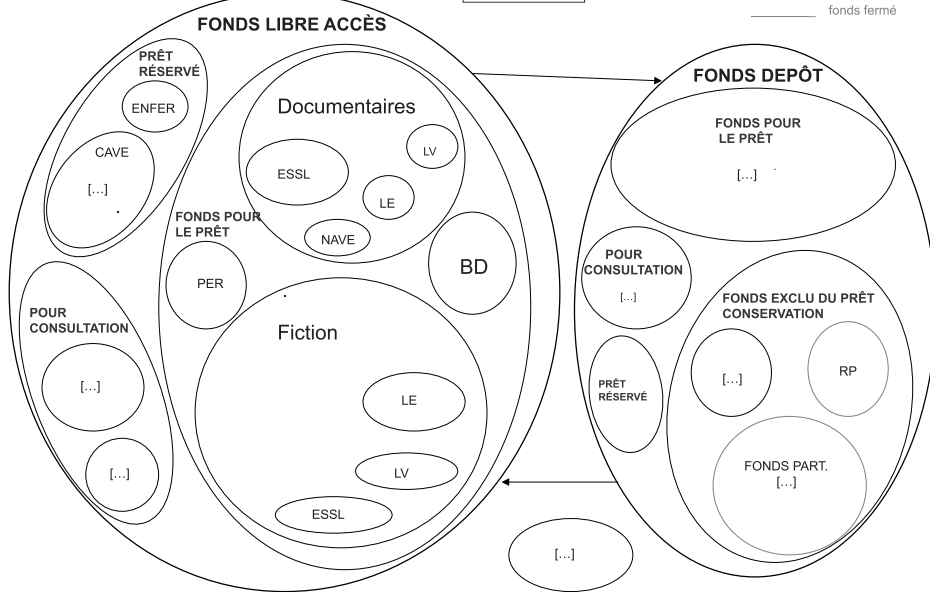 fonds fermé
FONDS LIBRE ACCÈS
PRÊT
RÉSERVÉ
ENFER
CAVE
[...]
Documentaires
ESSL
LV
LE
NAVE
FONDS POUR
LE PRÊT
PER
BD
POUR
CONSULTATION
[...]
[...]
Fiction
LE
LV
ESSL
FONDS DEPÔT
FONDS POUR
LE PRÊT
[...]
POUR
CONSULTATION
[...]
PRÊT
RÉSERVÉ
FONDS EXCLU DU PRÊT
CONSERVATION
[...]
RP
FONDS PART.
[...]
[...]